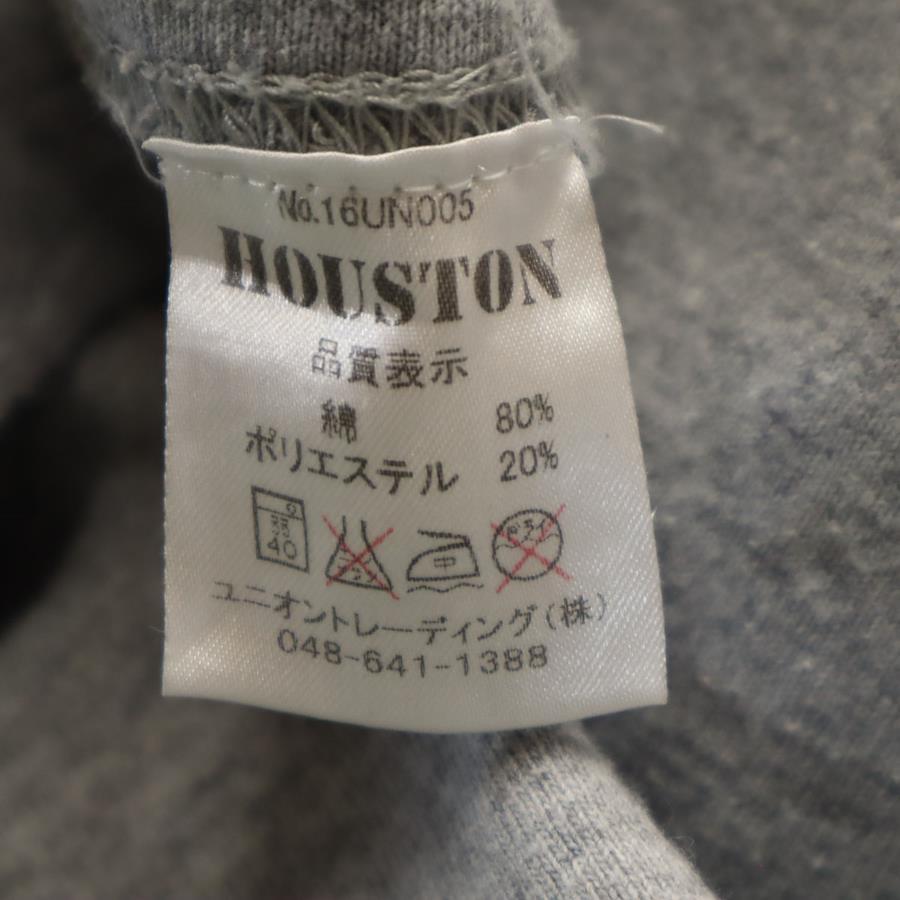 No.16UN005
HOUSTON
品質表示
綿 80%
ポリエステル 20%
40 中 ドライ
ユニオントレーディング(株)
048-641-1388